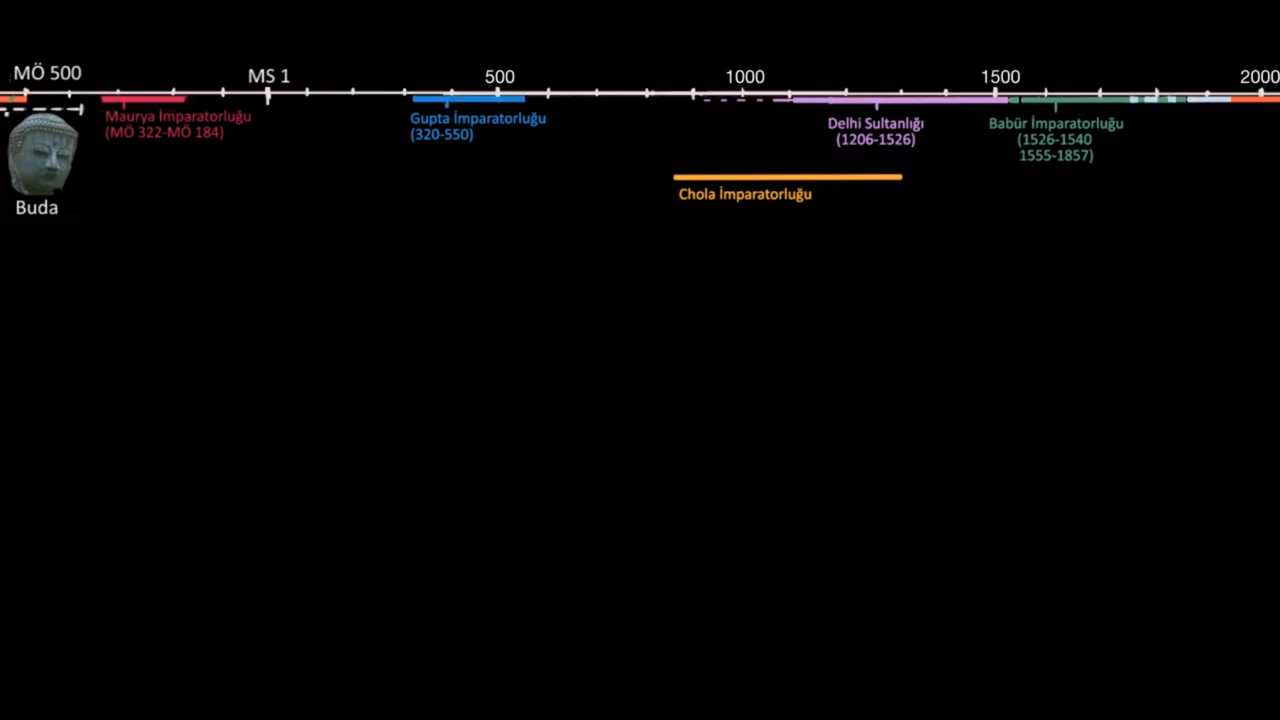 MÖ 500
MS 1
500
1000
1500
2000
Maurya İmparatorluğu
(MÖ 322-MÖ 184)
Gupta İmparatorluğu
(320-550)
Delhi Sultanlığı
(1206-1526)
Babür İmparatorluğu
(1526-1540
1555-1857)
Chola İmparatorluğu
Buda